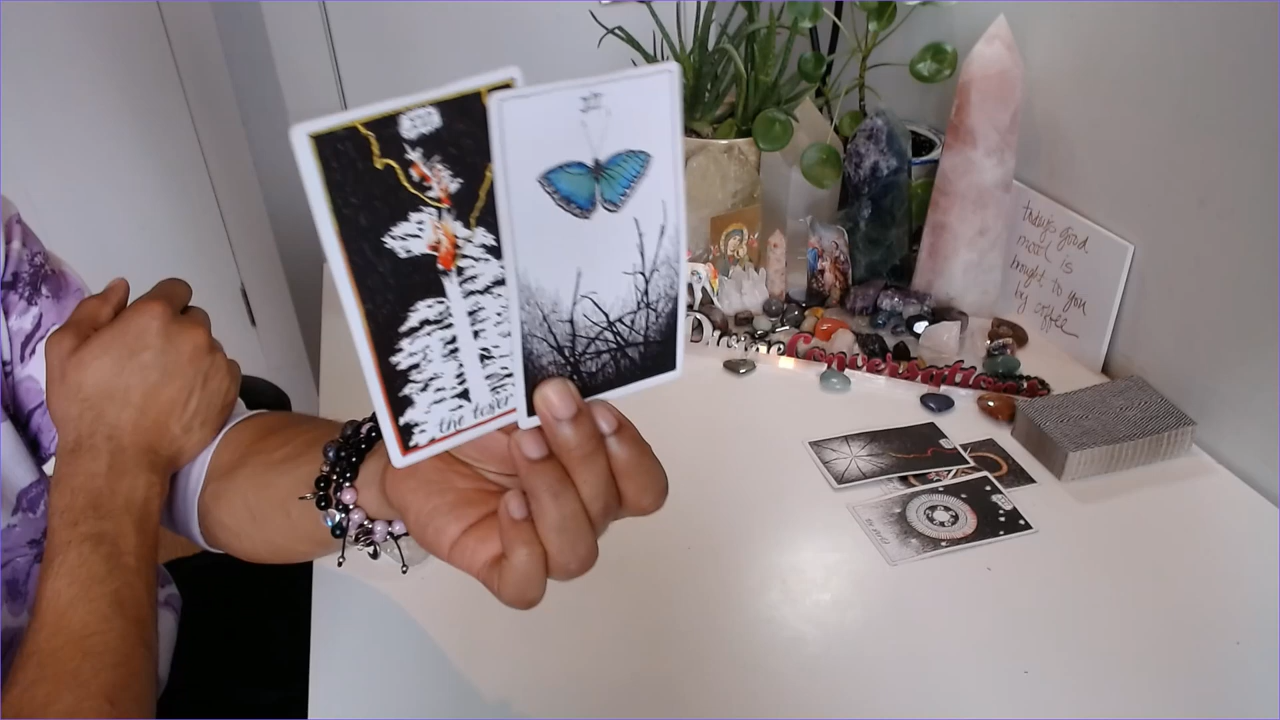 the tower
today's good
mood is
brought to you
by coffee
Divine Conversations